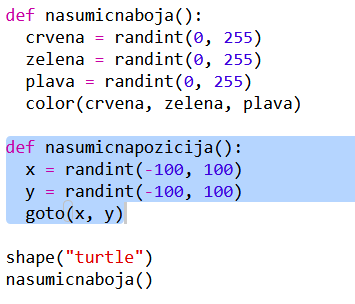 def nasumicnaboja():
  crvena = randint(0, 255)
  zelena = randint(0, 255)
  plava = randint(0, 255)
  color(crvena, zelena, plava)

def nasumicnapozicija():
  x = randint(-100, 100)
  y = randint(-100, 100)
  goto(x, y)

shape("turtle")
nasumicnaboja()